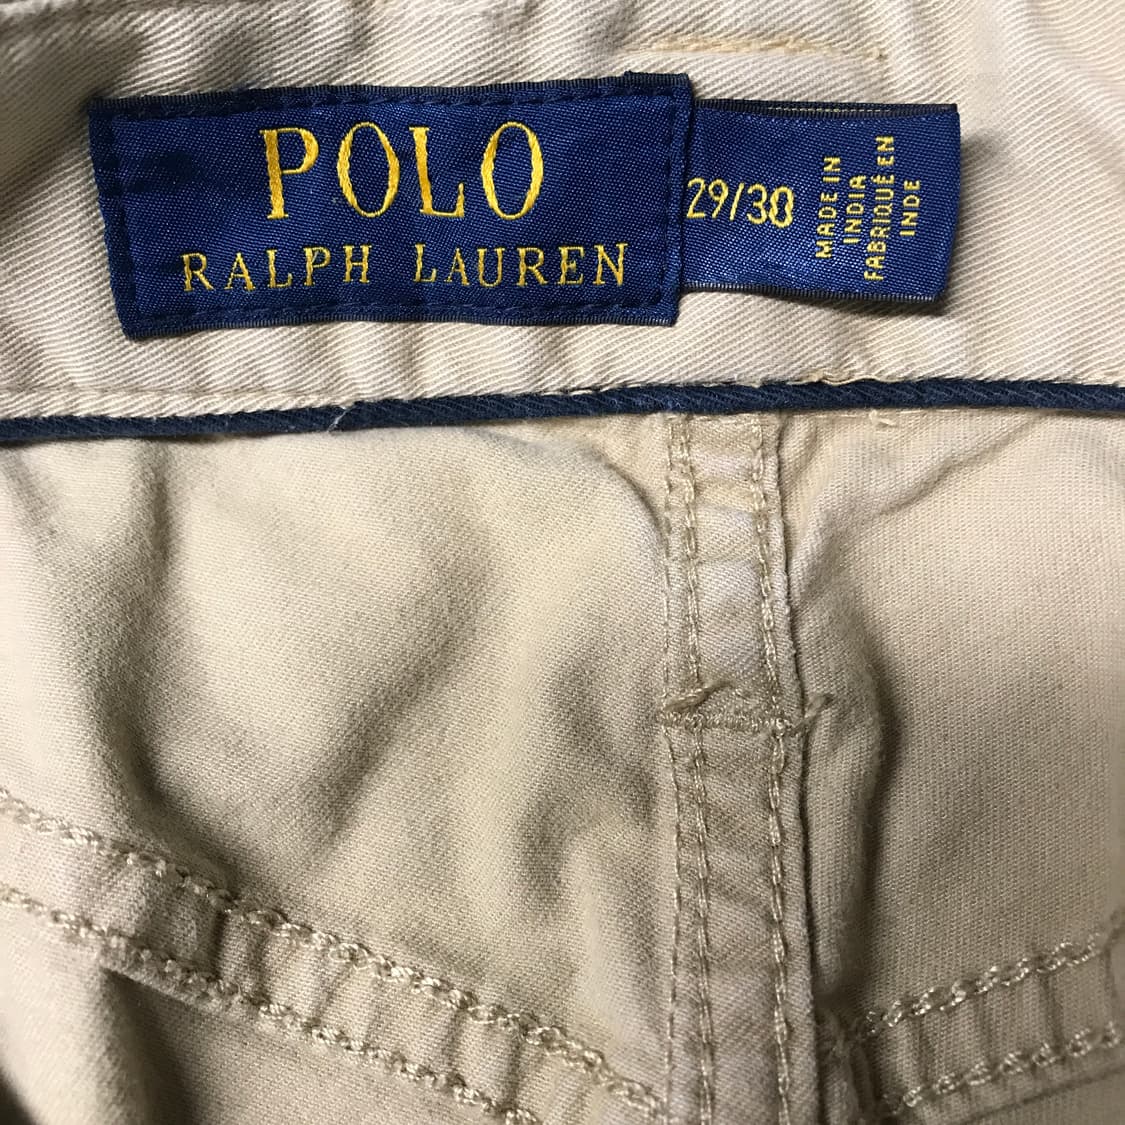 POLO
RALPH LAUREN
29/30
MADE IN
INDIA
FABRIQUÉ EN
INDE